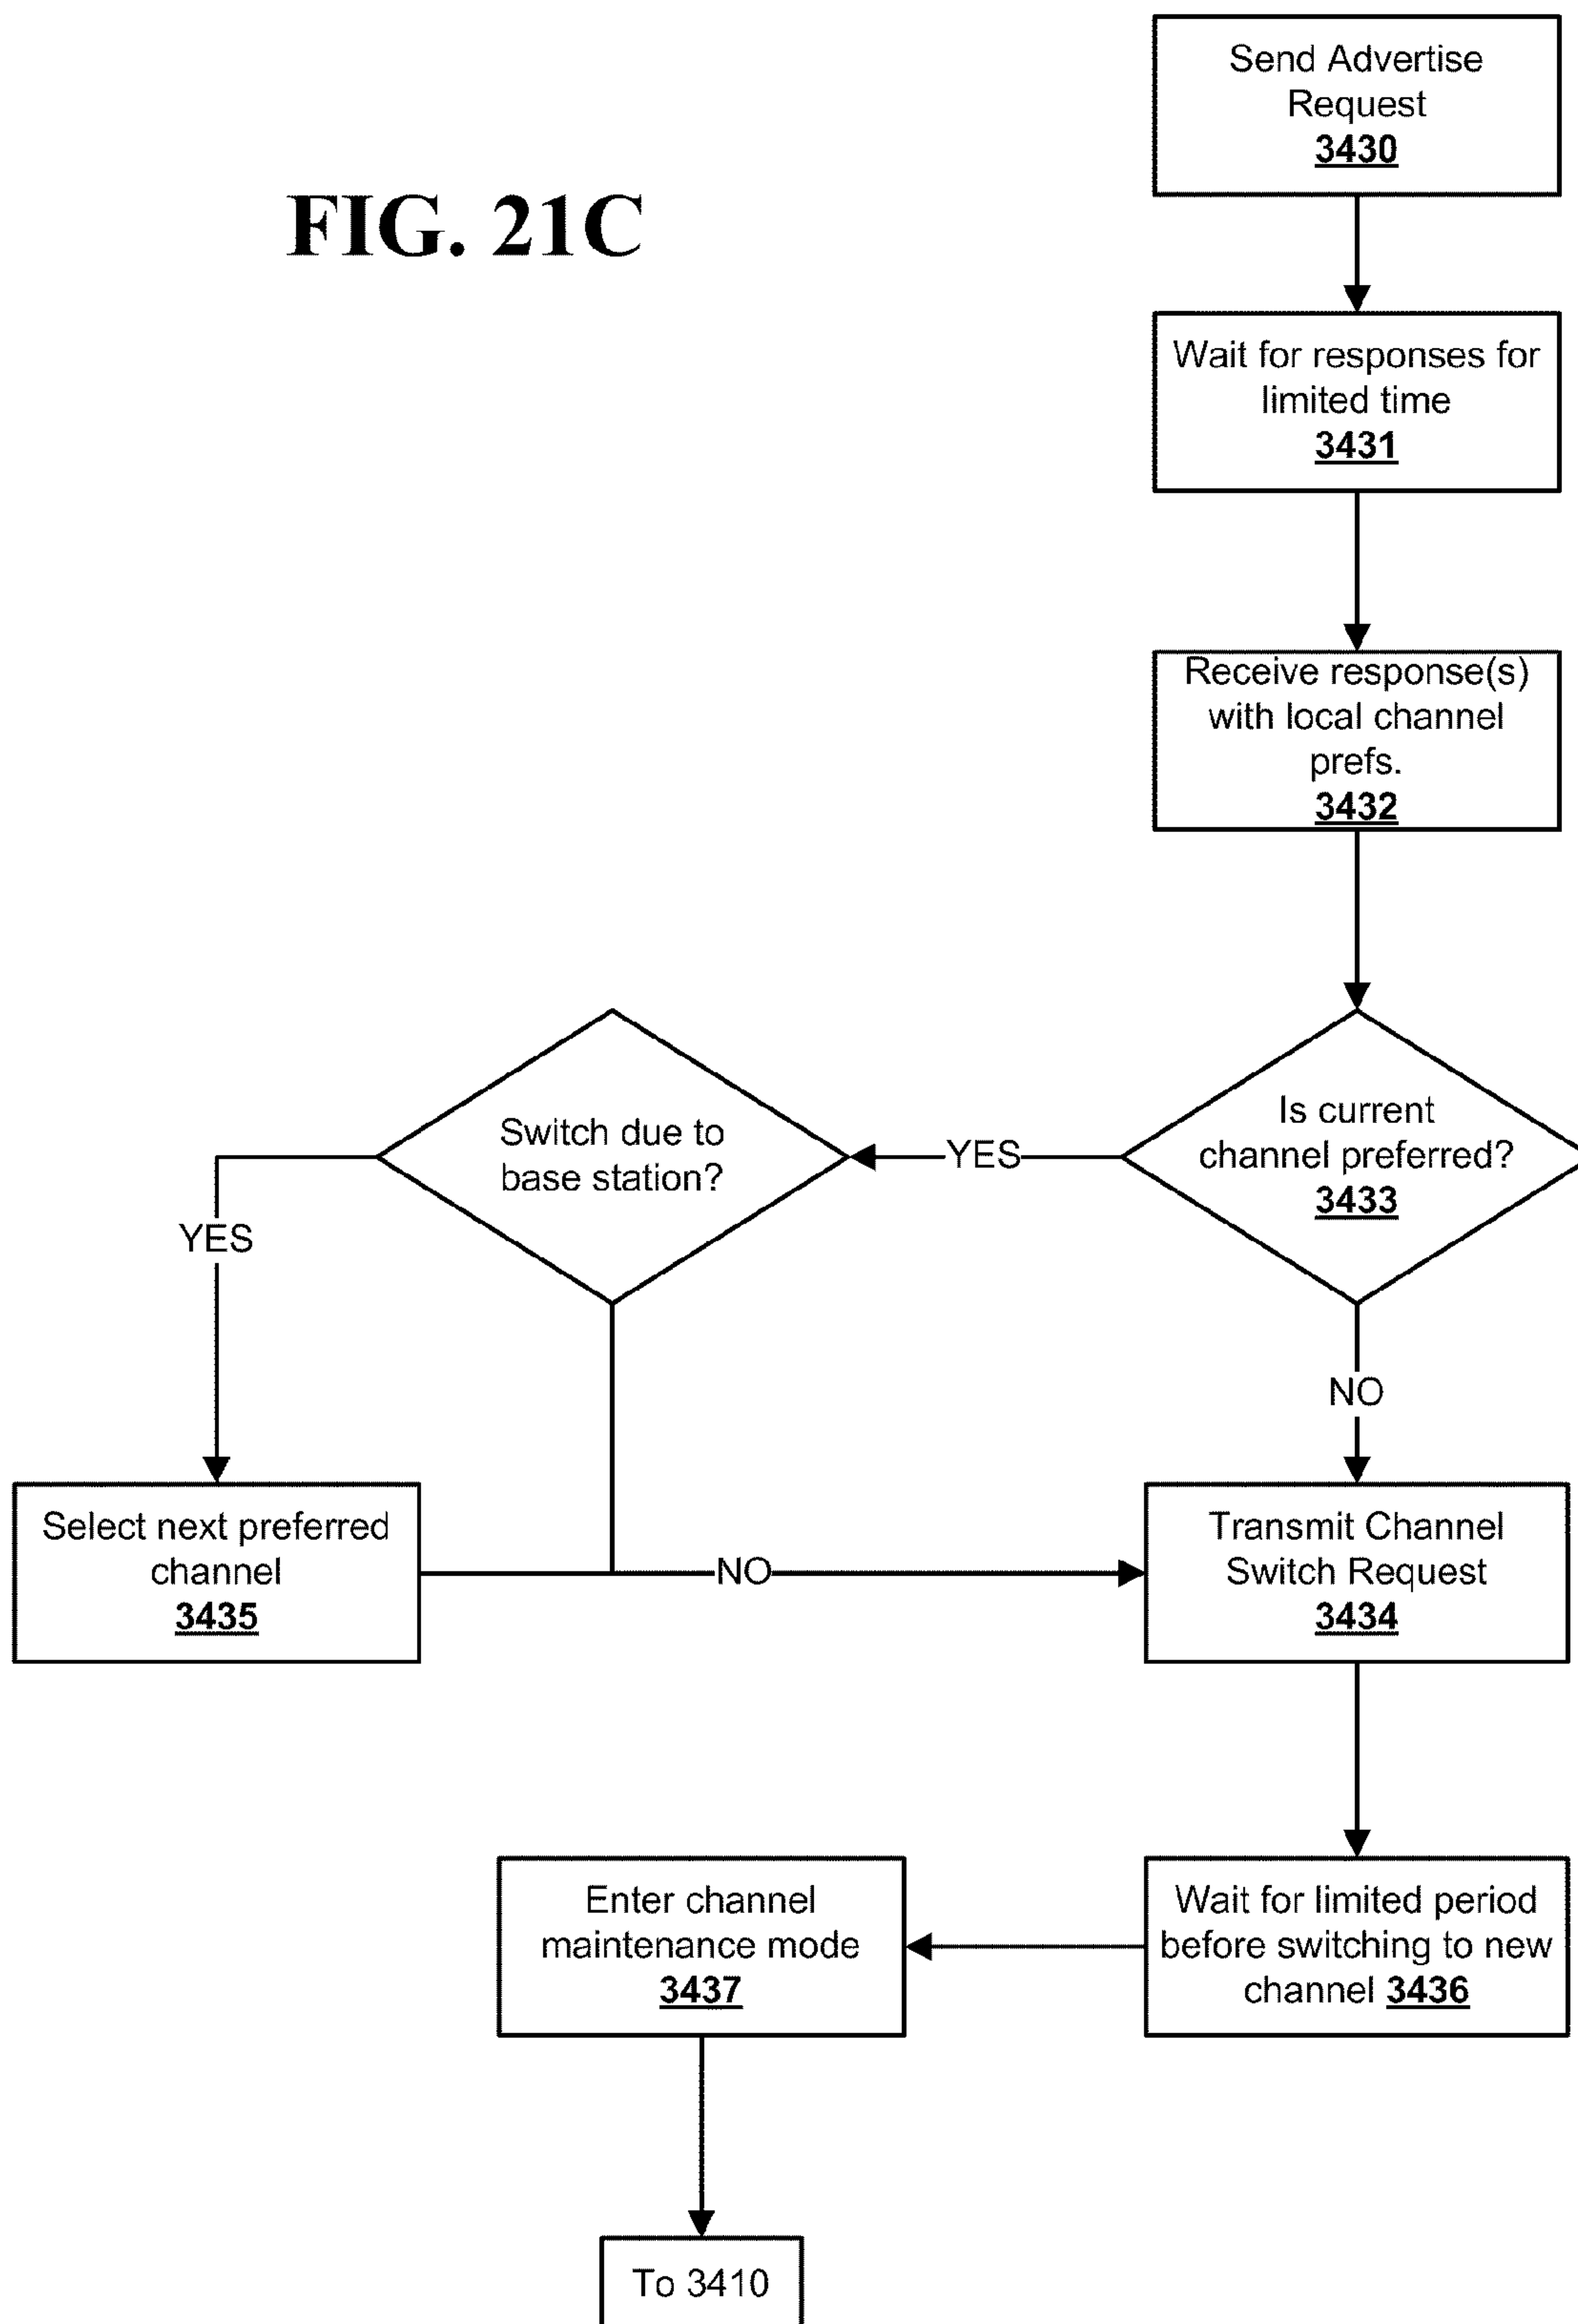 FIG. 21C
Send Advertise
Request
3430
Wait for responses for
limited time
3431
Receive response(s)
with local channel
prefs.
3432
Is current
channel preferred?
3433
YES
Switch due to
base station?
YES
NO
Select next preferred
channel
3435
NO
Transmit Channel
Switch Request
3434
Wait for limited period
before switching to new
channel 3436
Enter channel
maintenance mode
3437
To 3410